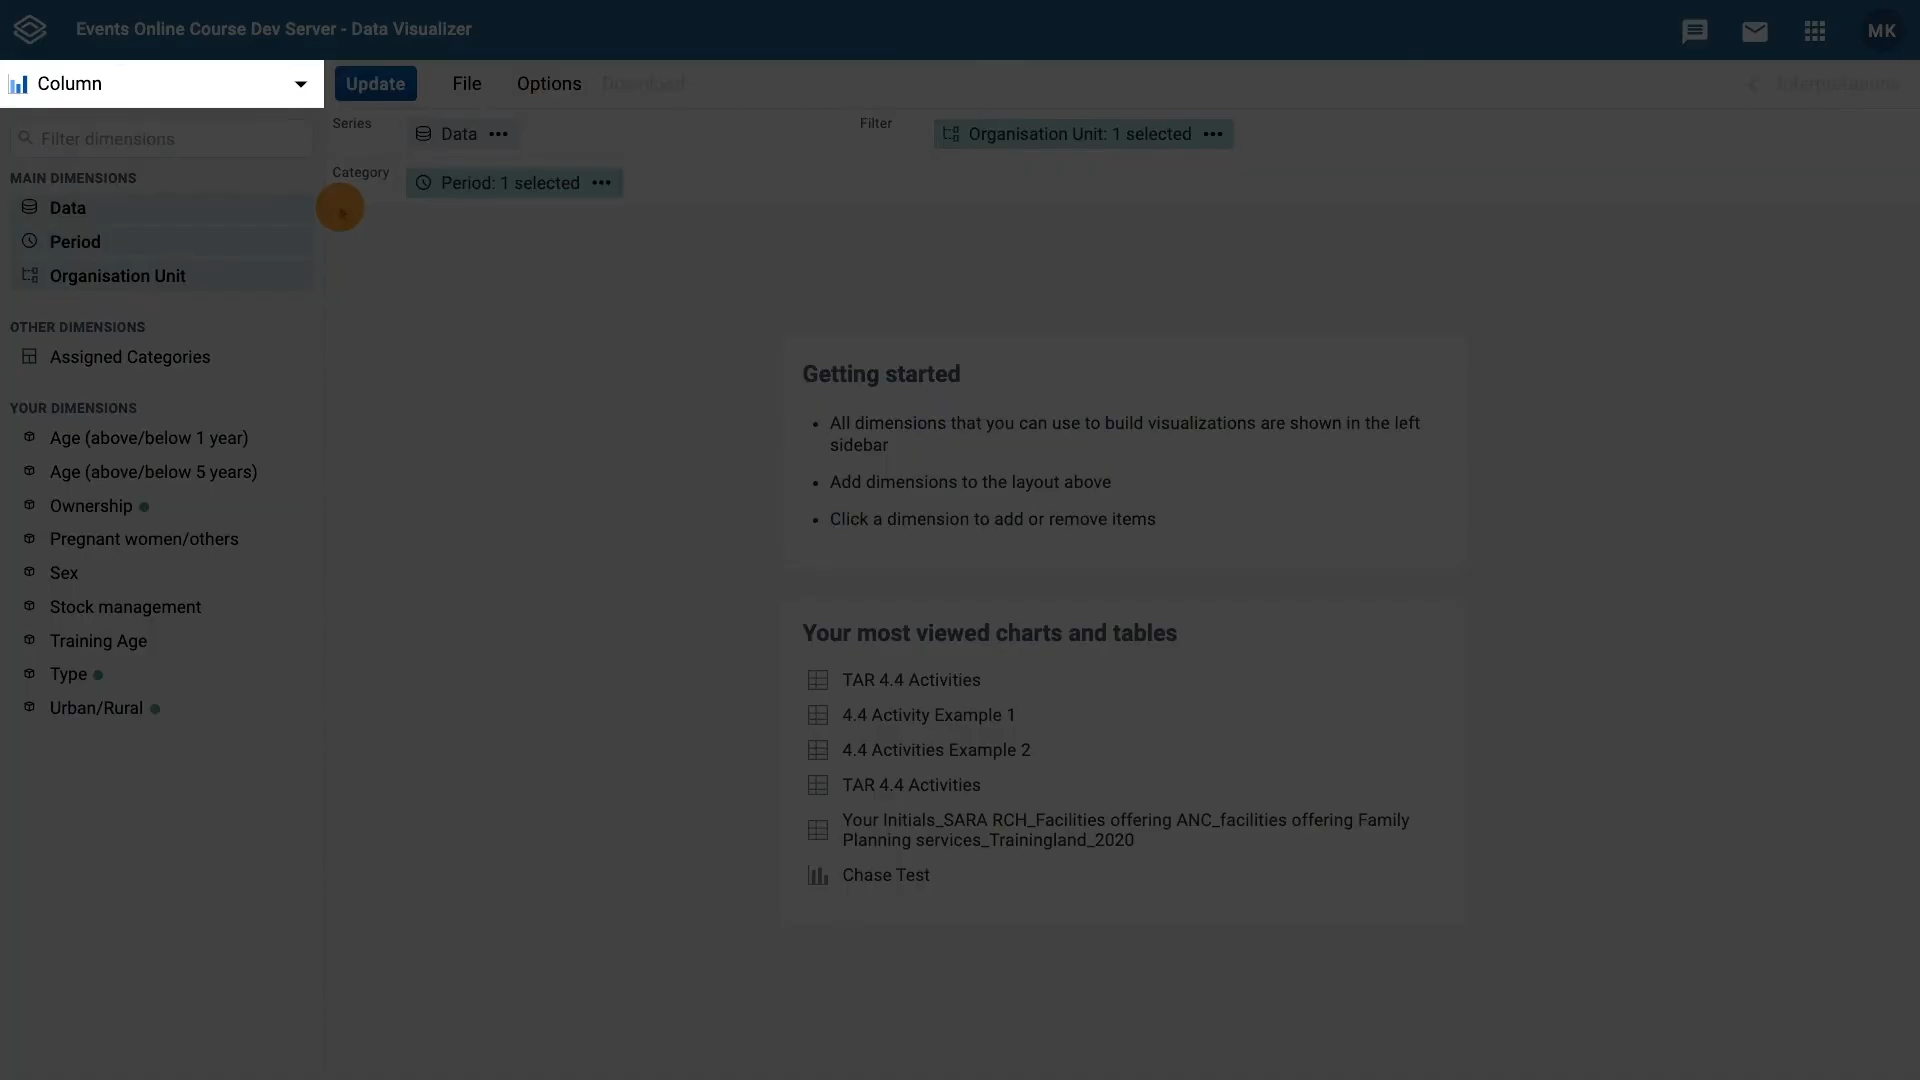 Events Online Course Dev Server - Data Visualizer
MK
Column
Update
File
Options
Download
Interpretations
Series
Data
Filter
Organisation Unit: 1 selected
Category
Period: 1 selected
Filter dimensions
MAIN DIMENSIONS
Data
Period
Organisation Unit
OTHER DIMENSIONS
Assigned Categories
YOUR DIMENSIONS
Age (above/below 1 year)
Age (above/below 5 years)
Ownership
Pregnant women/others
Sex
Stock management
Training Age
Type
Urban/Rural
Getting started
All dimensions that you can use to build visualizations are shown in the left
sidebar
Add dimensions to the layout above
Click a dimension to add or remove items
Your most viewed charts and tables
TAR 4.4 Activities
4.4 Activity Example 1
4.4 Activities Example 2
TAR 4.4 Activities
Your Initials_SARA RCH_Facilities offering ANC_facilities offering Family
Planning services_Trainingland_2020
Chase Test